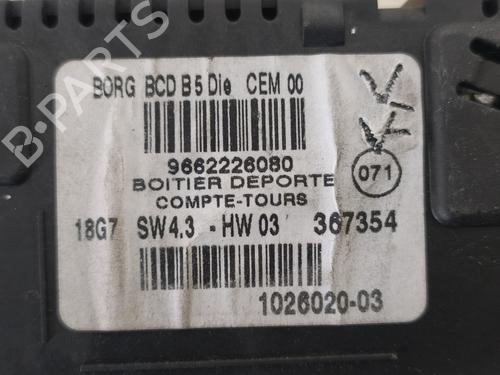 BORG BCD B5 Die CEM 00
9662226080
BOITIER DEPORTE
COMPTE-TOURS
071
18G7 SW4.3 - HW 03 367354
1026020-03
B-PARTS